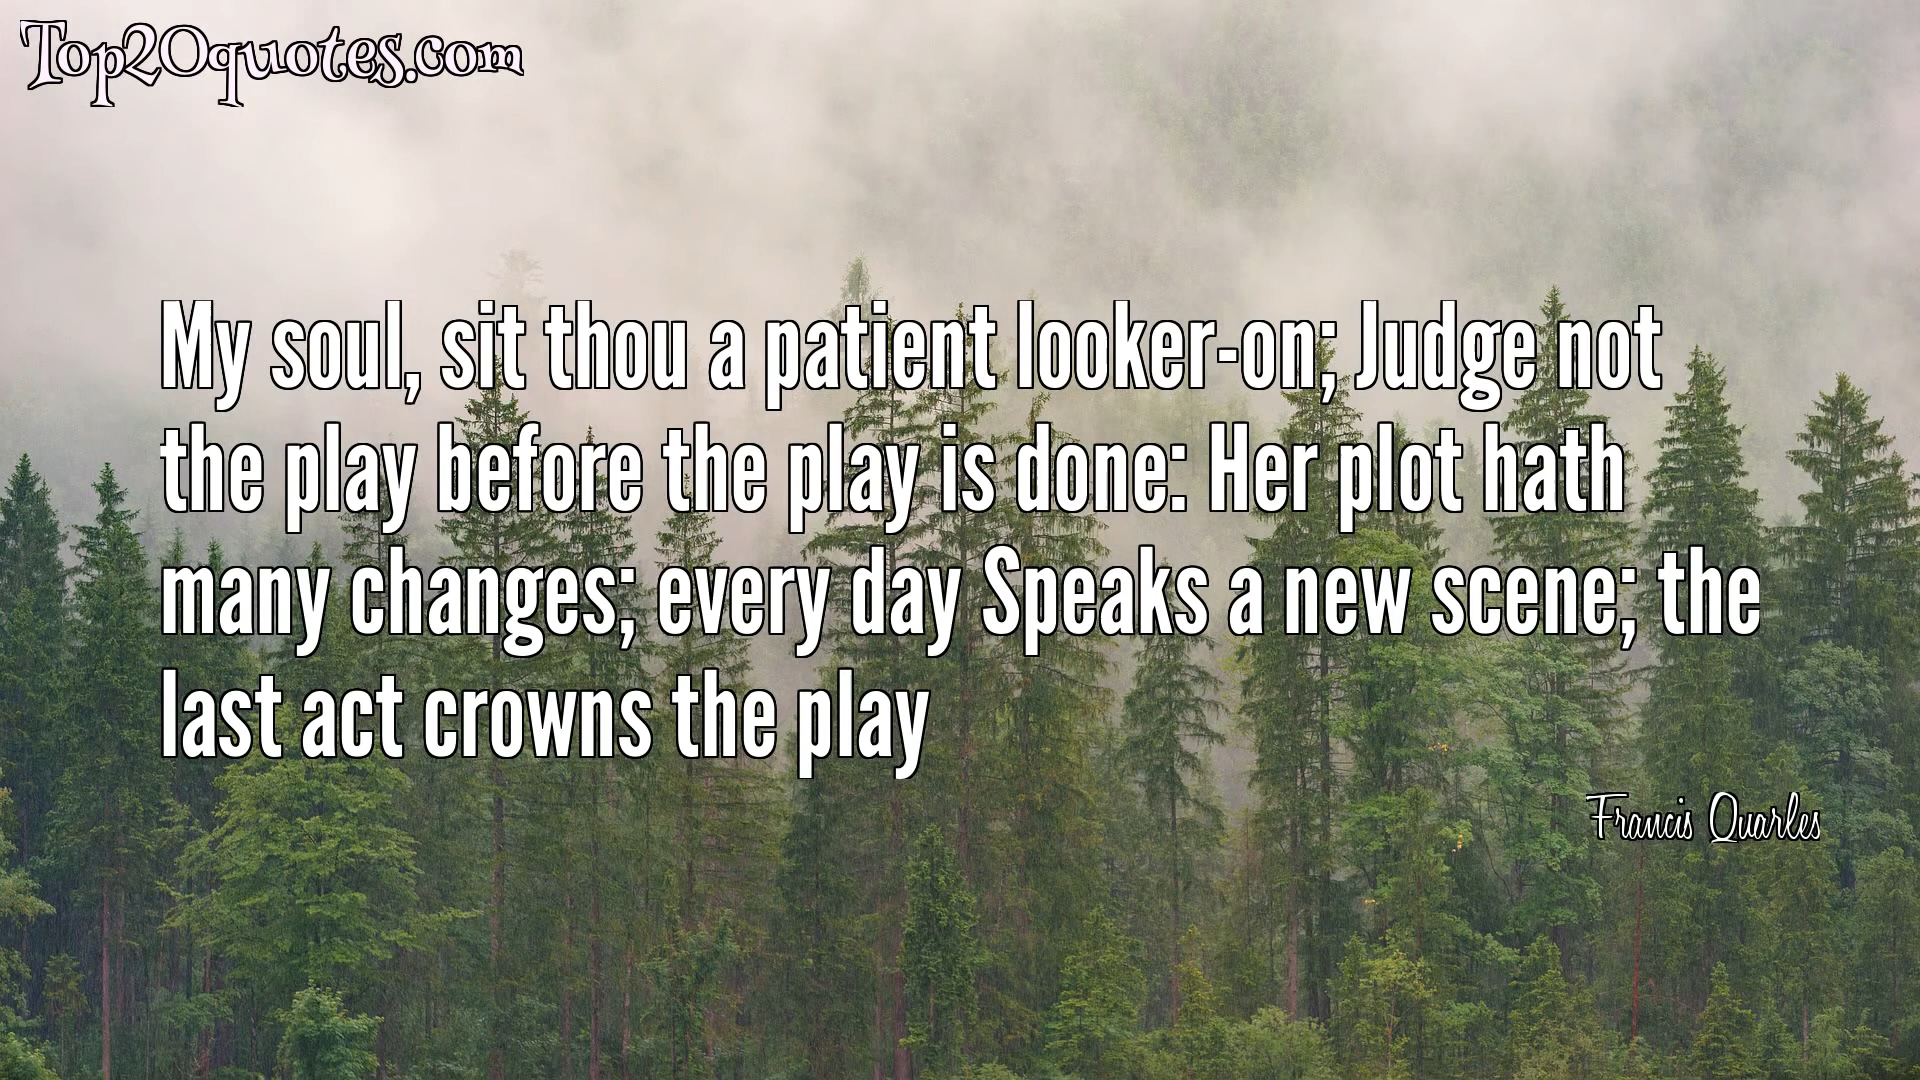 Top20quotes.com
My soul, sit thou a patient looker-on; Judge not
the play before the play is done: Her plot hath
many changes; every day Speaks a new scene; the
last act crowns the play
Francis Quarles